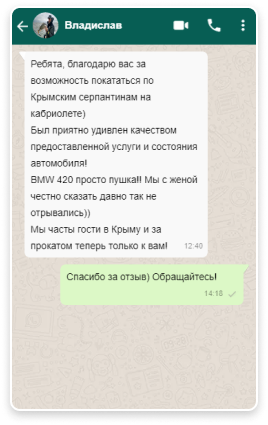 Владислав
Ребята, благодарю вас за
возможность покататься по
Крымским серпантинам на
кабриолете)
Был приятно удивлен качеством
предоставленной услуги и состояния
автомобиля!
BMW 420 просто пушка!! Мы с женой
честно сказать давно так не
отрывались))
Мы часты гости в Крыму и за
прокатом теперь только к вам!
12:40
Спасибо за отзыв) Обращайтесь!
14:18